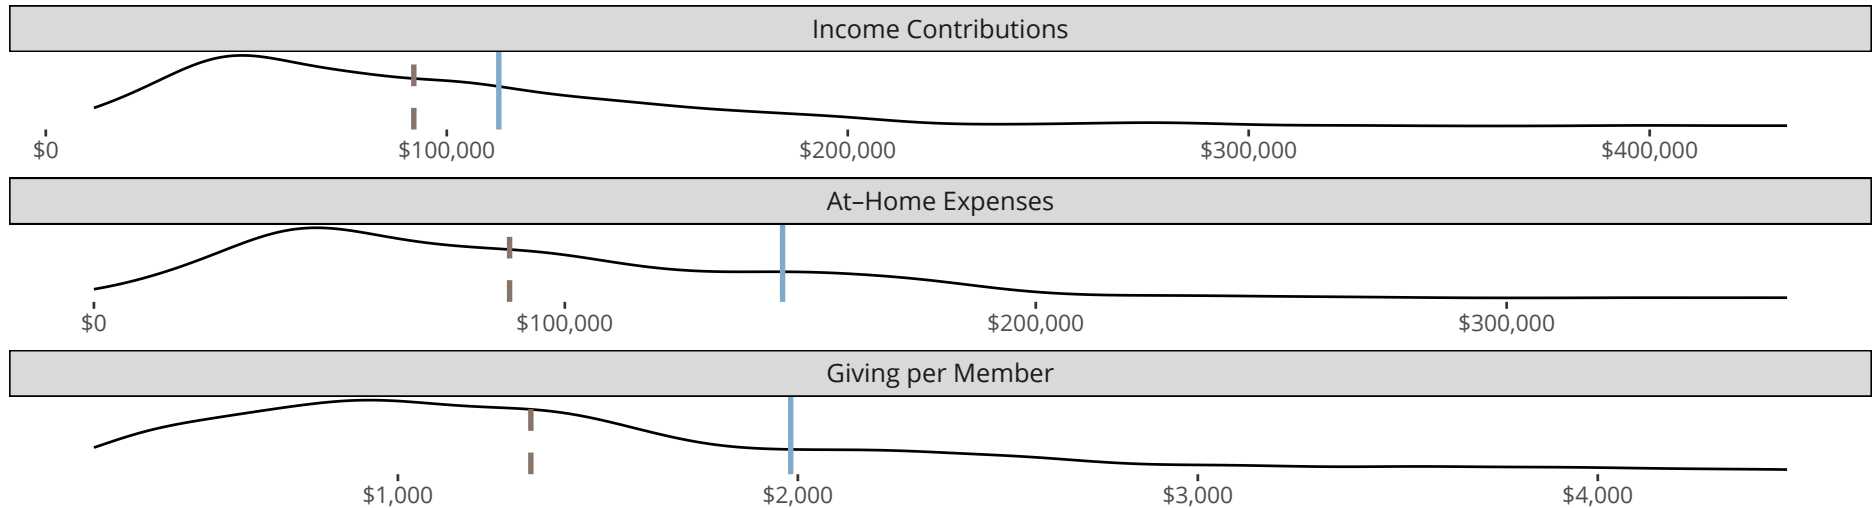 Income Contributions
$0 $100,000 $200,000 $300,000 $400,000
At–Home Expenses
$0 $100,000 $200,000 $300,000
Giving per Member
$1,000 $2,000 $3,000 $4,000